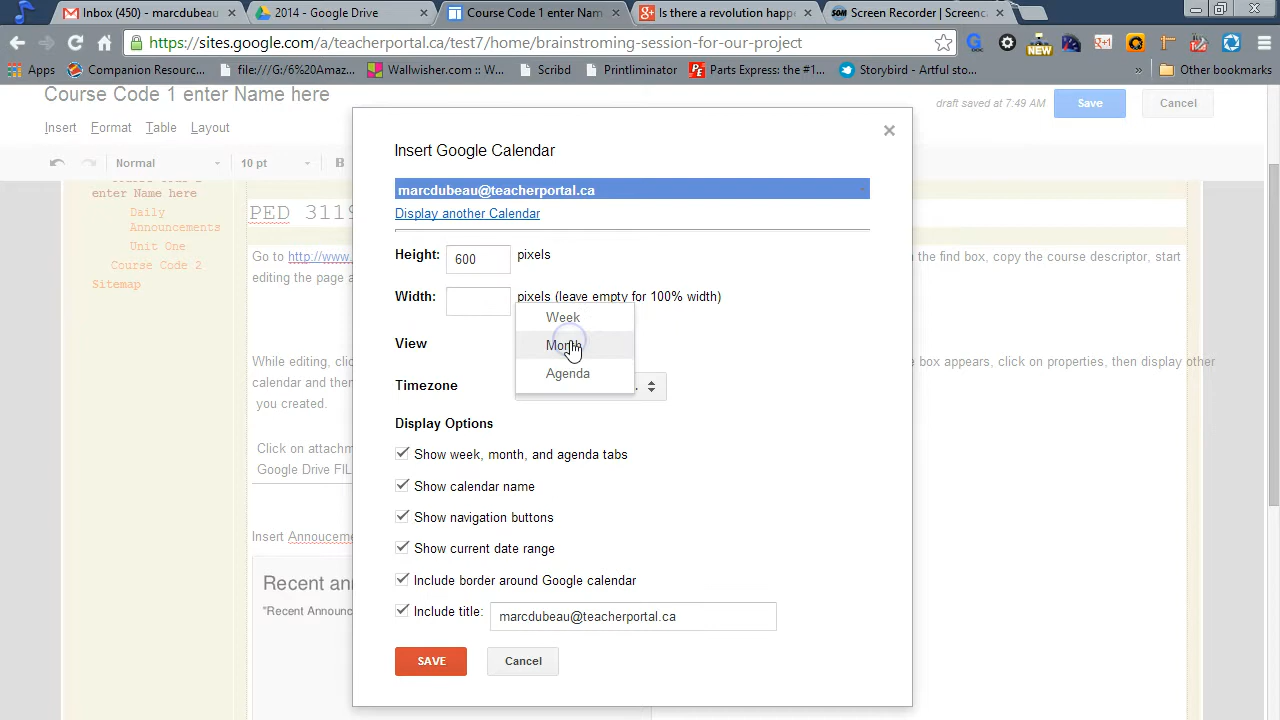 Inbox (450) - marcdubeau
2014 - Google Drive
Course Code 1 enter Nam
Is there a revolution happ
Screen Recorder | Screenc
https://sites.google.com/a/teacherportal.ca/test7/home/brainstroming-session-for-our-project
NEW
Apps
Companion Resourc...
file:////G:/6%20Amaz...
Wallwisher.com :: W...
Scribd
Printliminator
Parts Express: the #1...
Storybird - Artful sto...
»
Other bookmarks
Course Code 1 enter Name here
draft saved at 7:49 AM
Save
Cancel
Insert Format Table Layout
Normal
10 pt
B
enter Name here
Daily
Announcements
Unit One
Course Code 2
Sitemap
PED 3119
Go to http://www.
the find box, copy the course descriptor, start
editing the page a
While editing, clic
e box appears, click on properties, then display other
calendar and then
you created.
Click on attachm
Google Drive FIL
Insert Annouceme
Recent an
"Recent Announc
Insert Google Calendar
marcdubeau@teacherportal.ca
Display another Calendar
Height: 600 pixels
Width: pixels (leave empty for 100% width)
View
Week
Month
Agenda
Timezone
Display Options
Show week, month, and agenda tabs
Show calendar name
Show navigation buttons
Show current date range
Include border around Google calendar
Include title: marcdubeau@teacherportal.ca
SAVE
Cancel